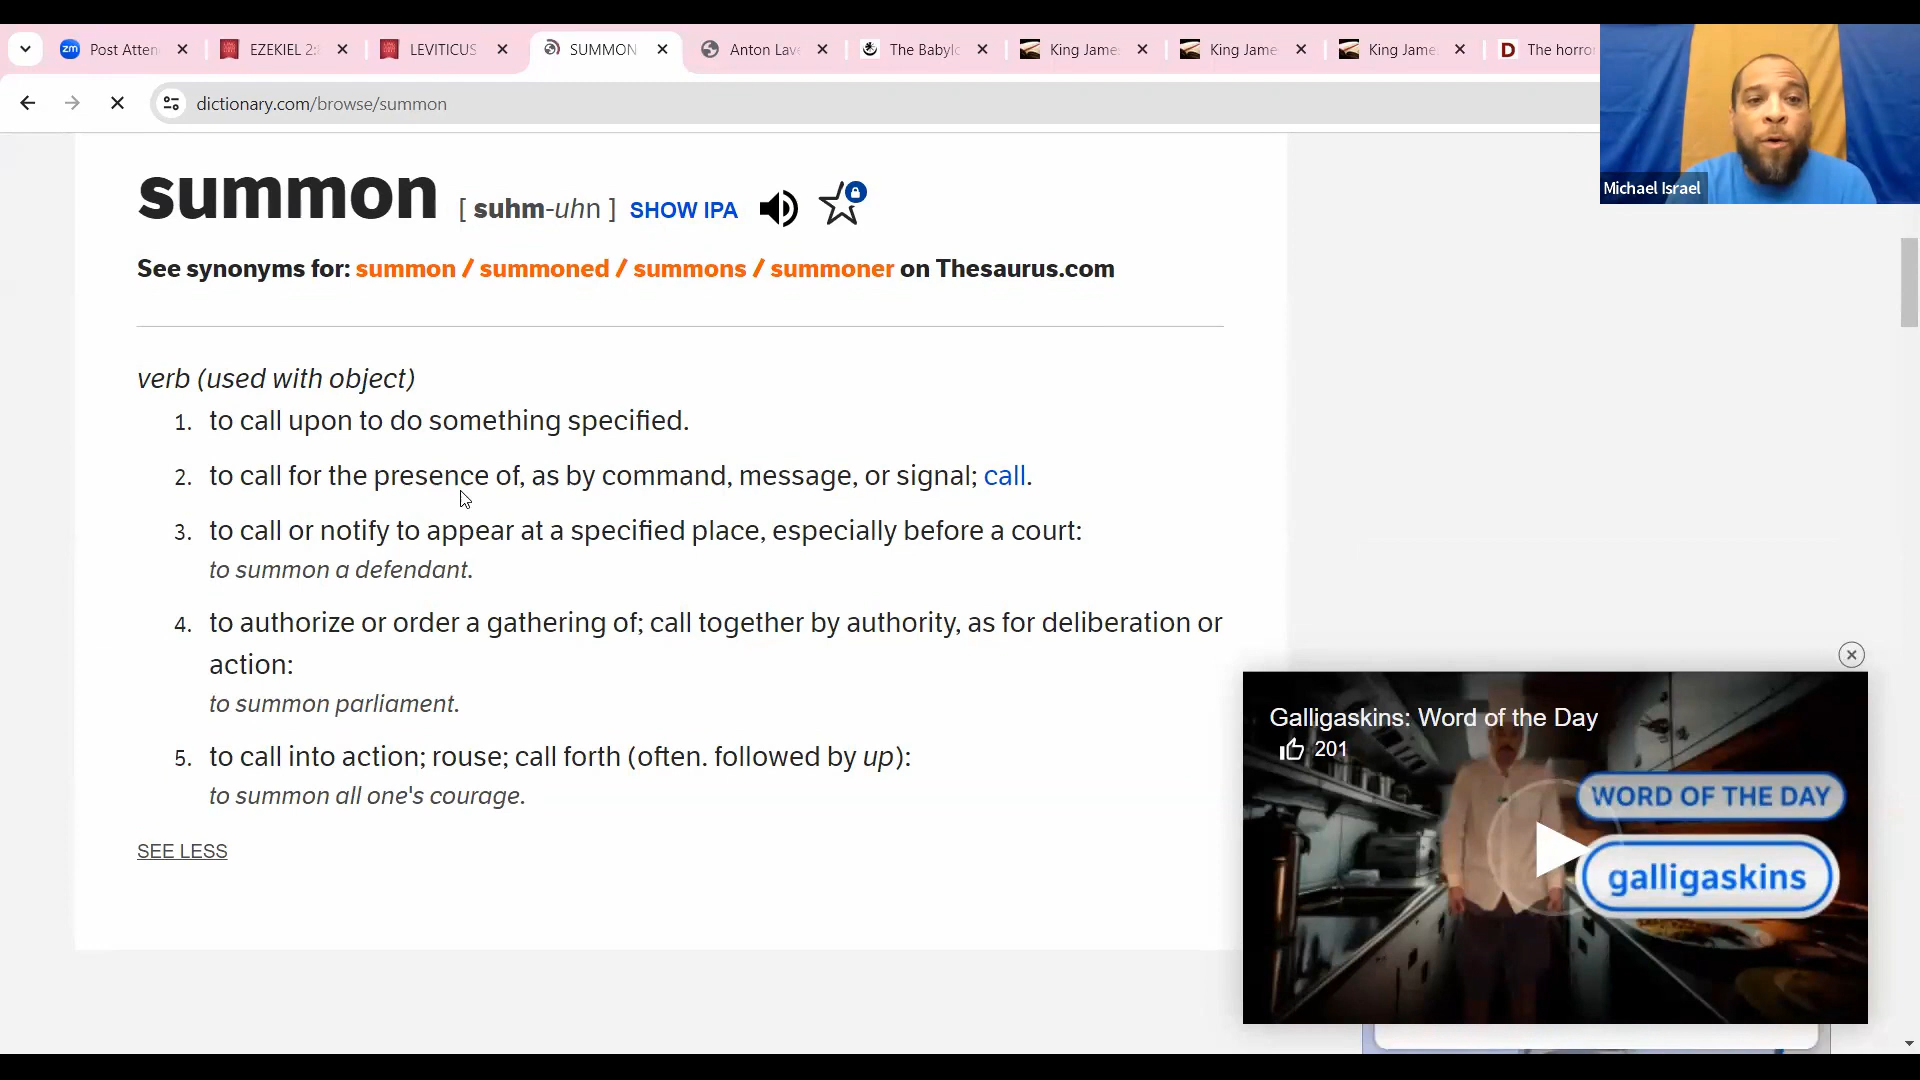 zm Post Atten
EZEKIEL 2:
LEVITICUS
SUMMON
Anton Lav
The Babylo
King Jame
King Jame
King Jame
D The horror
dictionary.com/browse/summon
Michael Israel
summon [ suhm-uhn ] SHOW IPA
See synonyms for: summon / summoned / summons / summoner on Thesaurus.com
verb (used with object)
1. to call upon to do something specified.
2. to call for the presence of, as by command, message, or signal; call.
3. to call or notify to appear at a specified place, especially before a court:
to summon a defendant.
4. to authorize or order a gathering of; call together by authority, as for deliberation or
action:
to summon parliament.
5. to call into action; rouse; call forth (often. followed by up):
to summon all one's courage.
SEE LESS
Galligaskins: Word of the Day
201
WORD OF THE DAY
galligaskins